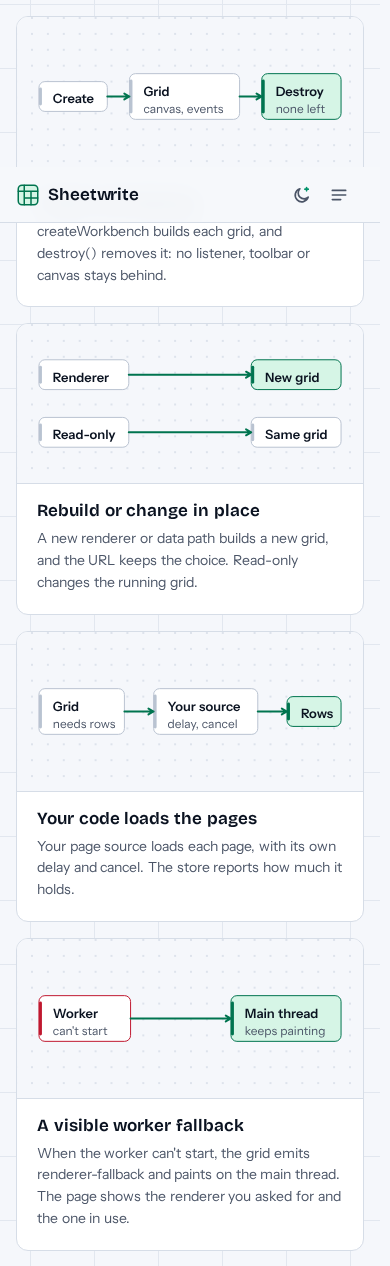 Create
Grid
canvas, events
Destroy
none left
Sheetwrite
createWorkbench builds each grid, and
destroy() removes it: no listener, toolbar or
canvas stays behind.
Renderer
New grid
Read-only
Same grid
Rebuild or change in place
A new renderer or data path builds a new grid,
and the URL keeps the choice. Read-only
changes the running grid.
Grid
needs rows
Your source
delay, cancel
Rows
Your code loads the pages
Your page source loads each page, with its own
delay and cancel. The store reports how much it
holds.
Worker
can't start
Main thread
keeps painting
A visible worker fallback
When the worker can't start, the grid emits
renderer-fallback and paints on the main thread.
The page shows the renderer you asked for and
the one in use.